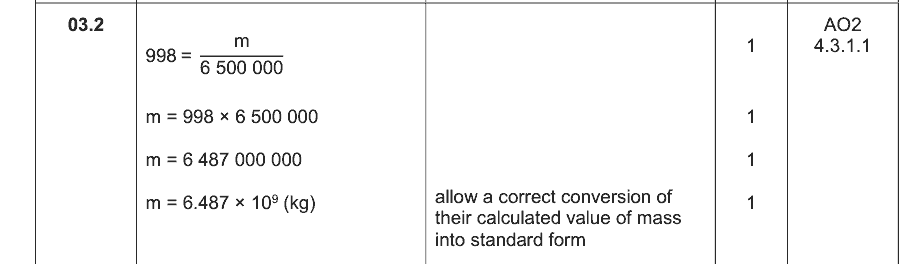 03.2
998 = m / 6 500 000
1
AO2
4.3.1.1
m = 998 × 6 500 000
1
m = 6 487 000 000
1
m = 6.487 × 10⁹ (kg)
allow a correct conversion of
their calculated value of mass
into standard form
1